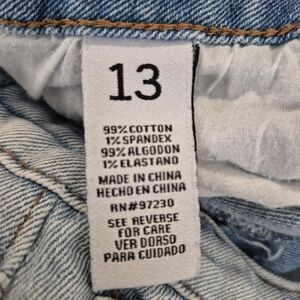 13
99% COTTON
1% SPANDEX
99% ALGODON
1% ELASTANO
MADE IN CHINA
HECHO EN CHINA
RN#97230
SEE REVERSE
FOR CARE
VER DORSO
PARA CUIDADO